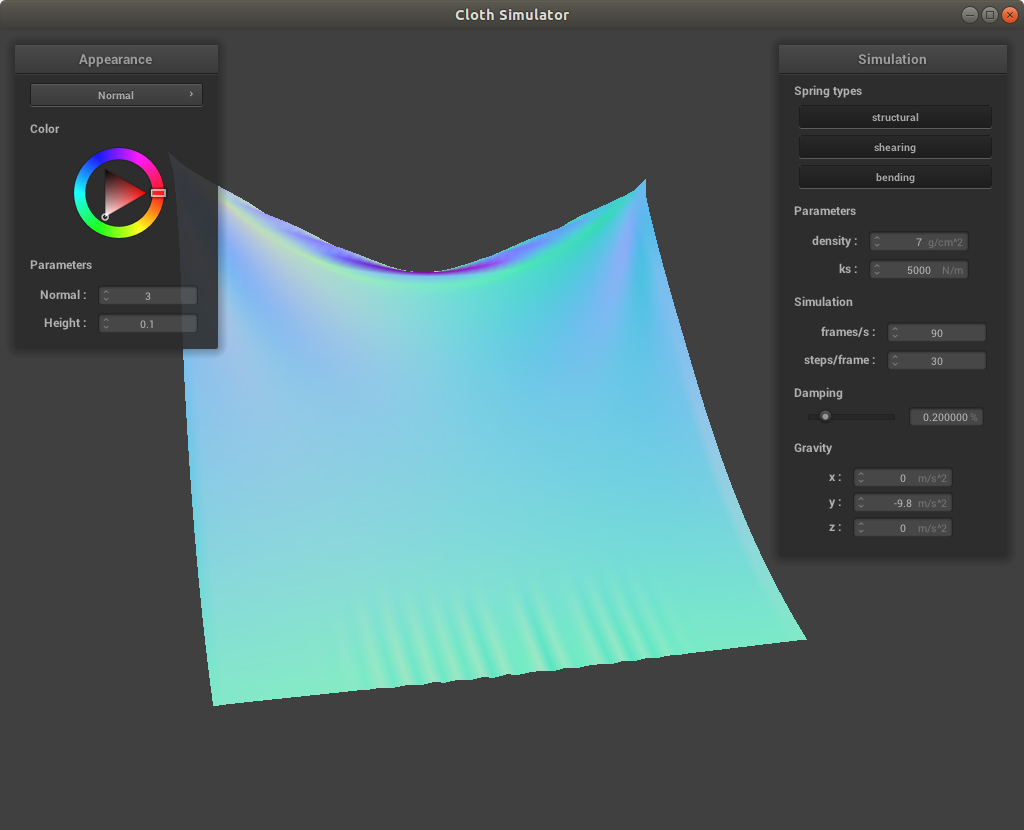 Cloth Simulator
Appearance
Normal
Color
Parameters
Normal : 3
Height : 0.1
Simulation
Spring types
structural
shearing
bending
Parameters
density : 7 g/cm^2
ks : 5000 N/m
Simulation
frames/s : 90
steps/frame : 30
Damping
0.200000 %
Gravity
x : 0 m/s^2
y : -9.8 m/s^2
z : 0 m/s^2